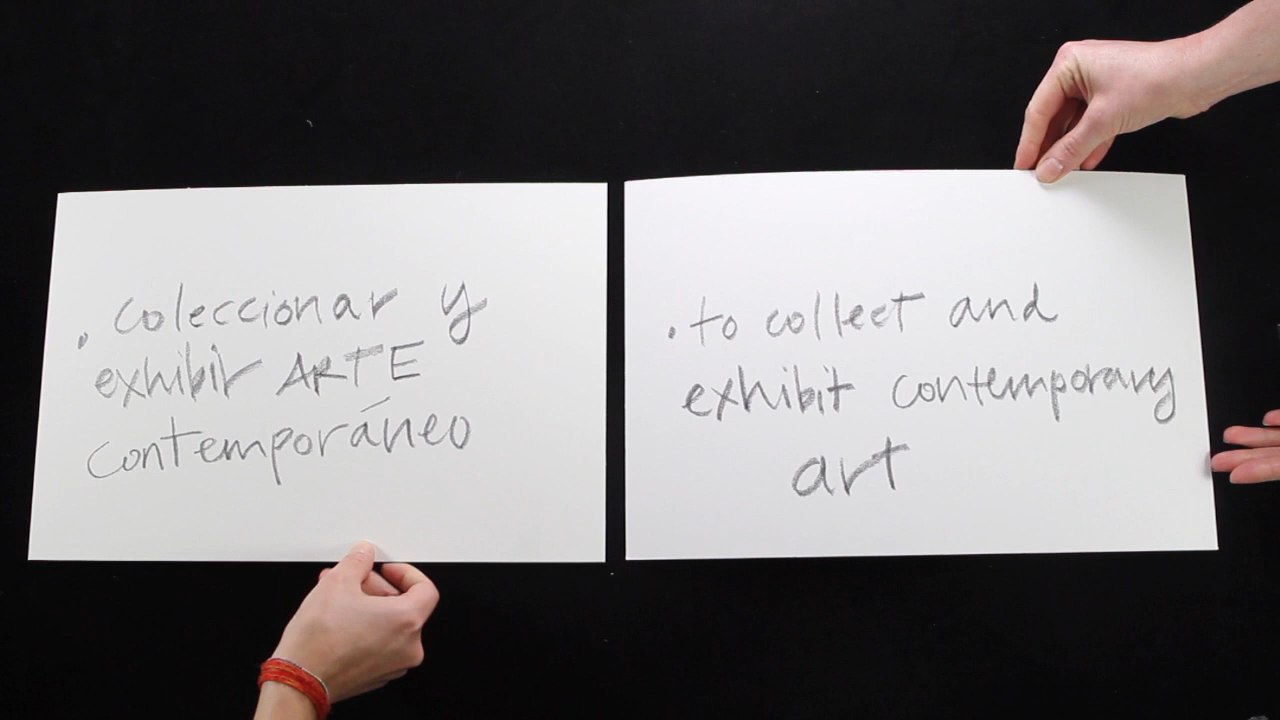 . coleccionar y
exhibir ARTE
contemporáneo
. to collect and
exhibit contemporary
art